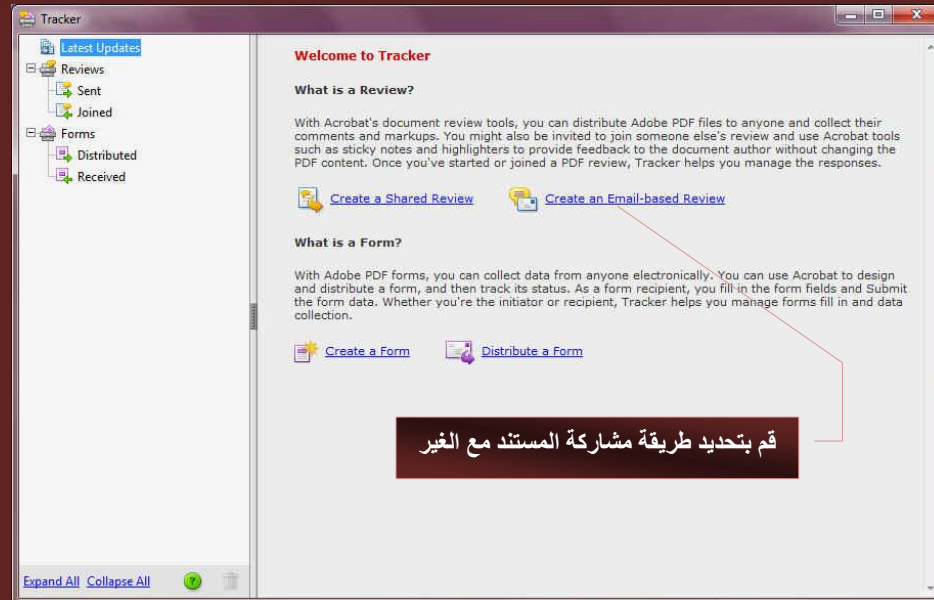 Tracker
Latest Updates
Reviews
Sent
Joined
Forms
Distributed
Received
Expand All Collapse All
Welcome to Tracker
What is a Review?
With Acrobat's document review tools, you can distribute Adobe PDF files to anyone and collect their
comments and markups. You might also be invited to join someone else's review and use Acrobat tools
such as sticky notes and highlighters to provide feedback to the document author without changing the
PDF content. Once you've started or joined a PDF review, Tracker helps you manage the responses.
Create a Shared Review Create an Email-based Review
What is a Form?
With Adobe PDF forms, you can collect data from anyone electronically. You can use Acrobat to design
and distribute a form, and then track its status. As a form recipient, you fill in the form fields and Submit
the form data. Whether you're the initiator or recipient, Tracker helps you manage forms fill in and data
collection.
Create a Form Distribute a Form
قم بتحديد طريقة مشاركة المستند مع الغير